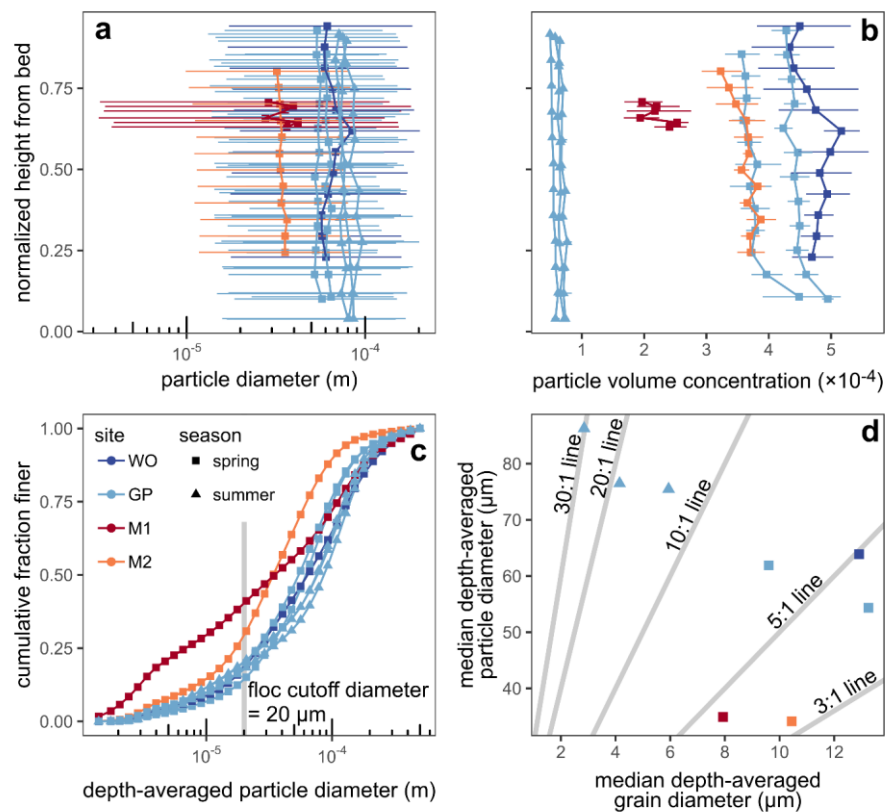 a
normalized height from bed
0.75
0.50
0.25
0.00
10⁻⁵
10⁻⁴
particle diameter (m)
b
1
2
3
4
5
particle volume concentration (×10⁻⁴)
c
cumulative fraction finer
1.00
0.75
0.50
0.25
0.00
site
WO
GP
M1
M2
season
spring
summer
floc cutoff diameter
= 20 µm
10⁻⁵
10⁻⁴
depth-averaged particle diameter (m)
d
median depth-averaged
particle diameter (µm)
80
70
60
50
40
30:1 line
20:1 line
10:1 line
5:1 line
3:1 line
2
4
6
8
10
12
median depth-averaged
grain diameter (µm)